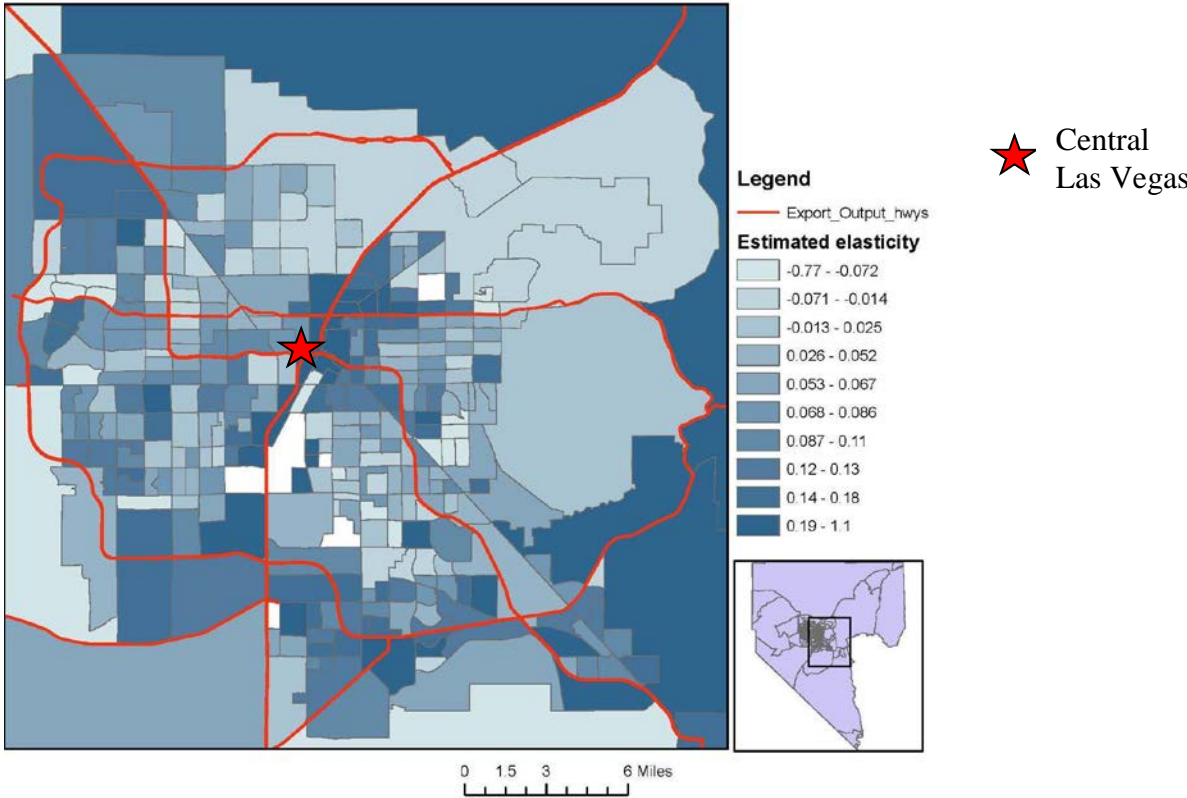 Central
Las Vegas
Legend
Export_Output_hwys
Estimated elasticity
-0.77 - -0.072
-0.071 - -0.014
-0.013 - 0.025
0.026 - 0.052
0.053 - 0.067
0.068 - 0.086
0.087 - 0.11
0.12 - 0.13
0.14 - 0.18
0.19 - 1.1
0 1.5 3 6 Miles